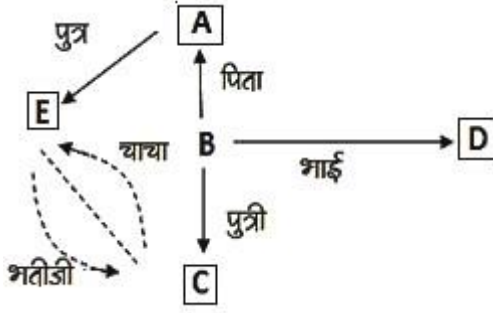 A
पुत्र
पिता
E
चाचा B D
भाई
पुत्री
भतीजी C